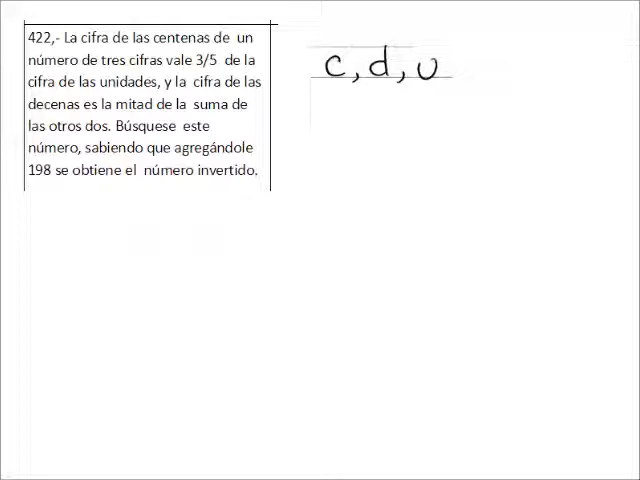 422,- La cifra de las centenas de un
número de tres cifras vale 3/5 de la
cifra de las unidades, y la cifra de las
decenas es la mitad de la suma de
las otros dos. Búsquese este
número, sabiendo que agregándole
198 se obtiene el número invertido.
c, d, u